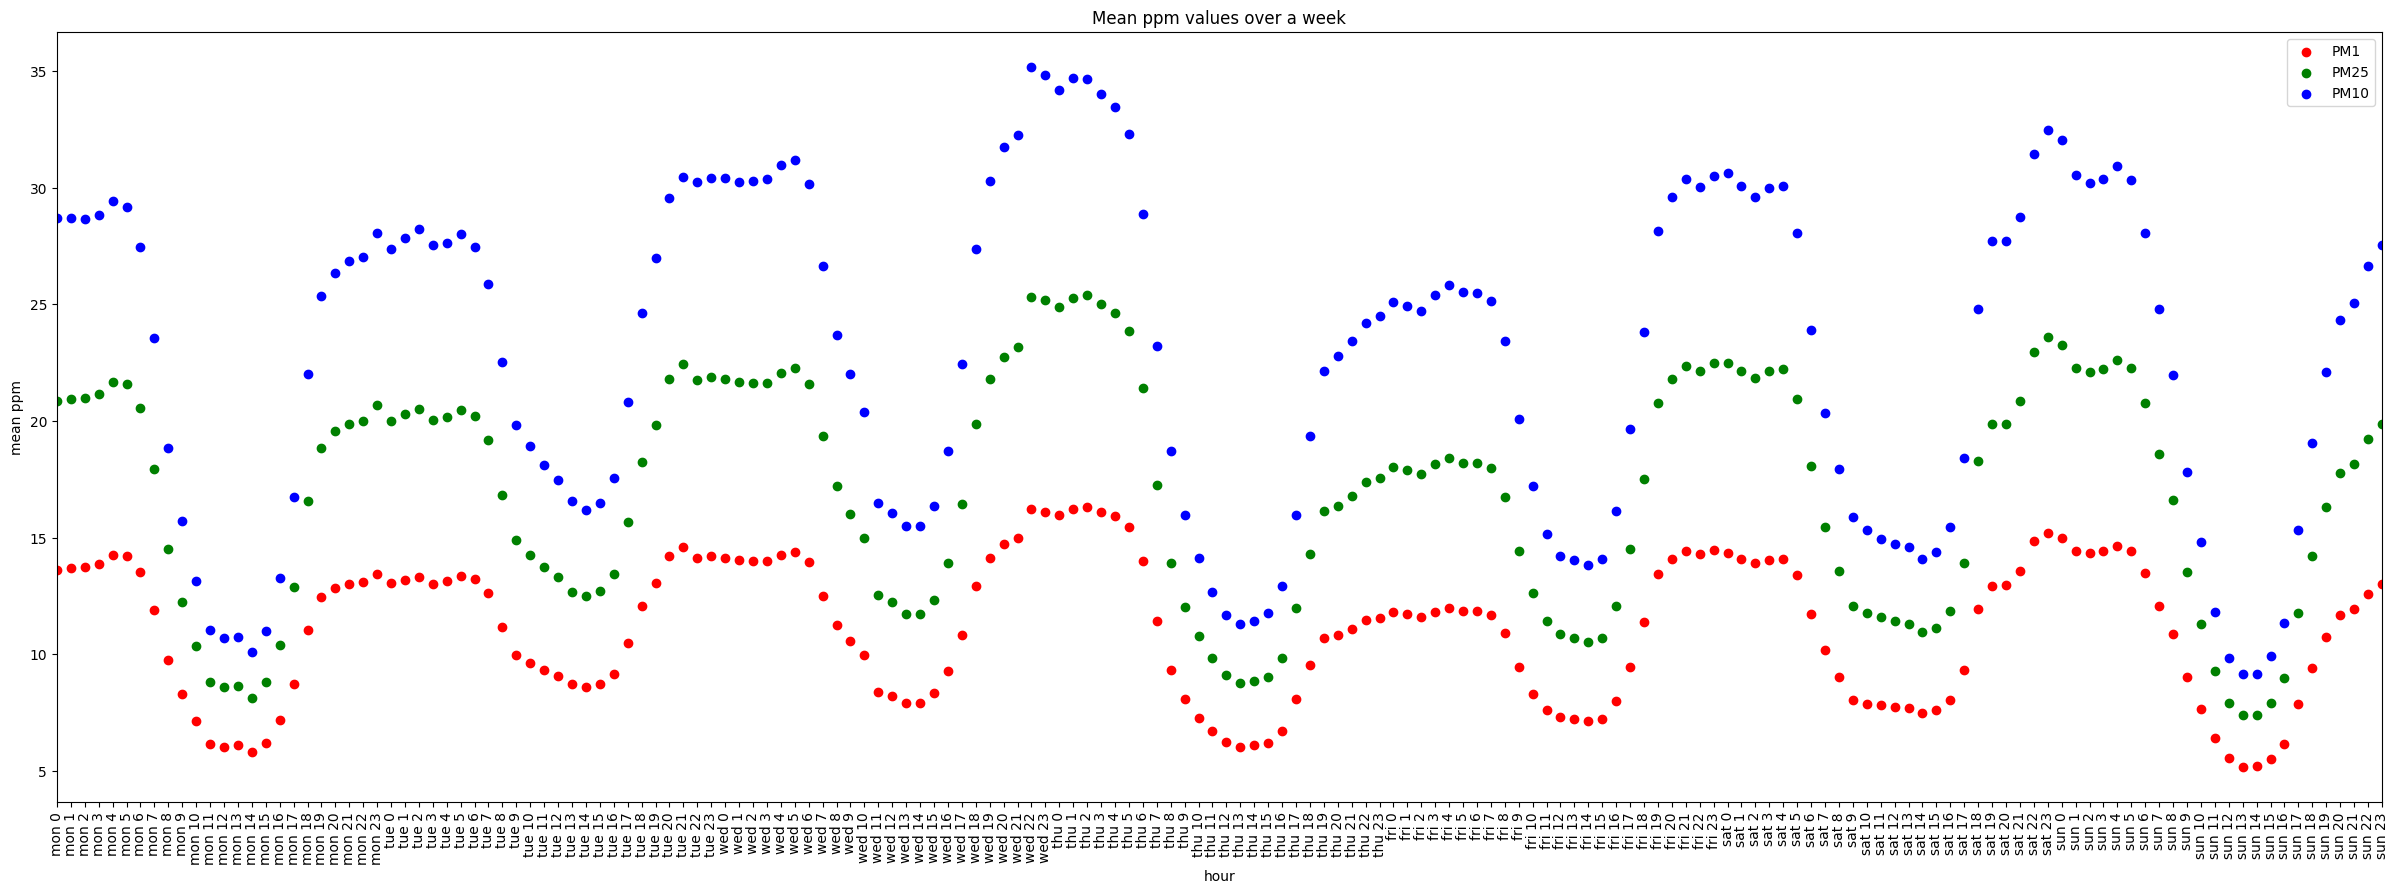 Mean ppm values over a week
PM1
PM25
PM10
35
30
25
20
15
10
5
mean ppm
mon 0
mon 1
mon 2
mon 3
mon 4
mon 5
mon 6
mon 7
mon 8
mon 9
mon 10
mon 11
mon 12
mon 13
mon 14
mon 15
mon 16
mon 17
mon 18
mon 19
mon 20
mon 21
mon 22
mon 23
tue 0
tue 1
tue 2
tue 3
tue 4
tue 5
tue 6
tue 7
tue 8
tue 9
tue 10
tue 11
tue 12
tue 13
tue 14
tue 15
tue 16
tue 17
tue 18
tue 19
tue 20
tue 21
tue 22
tue 23
wed 0
wed 1
wed 2
wed 3
wed 4
wed 5
wed 6
wed 7
wed 8
wed 9
wed 10
wed 11
wed 12
wed 13
wed 14
wed 15
wed 16
wed 17
wed 18
wed 19
wed 20
wed 21
wed 22
wed 23
thu 0
thu 1
thu 2
thu 3
thu 4
thu 5
thu 6
thu 7
thu 8
thu 9
thu 10
thu 11
thu 12
thu 13
thu 14
thu 15
thu 16
thu 17
thu 18
thu 19
thu 20
thu 21
thu 22
thu 23
fri 0
fri 1
fri 2
fri 3
fri 4
fri 5
fri 6
fri 7
fri 8
fri 9
fri 10
fri 11
fri 12
fri 13
fri 14
fri 15
fri 16
fri 17
fri 18
fri 19
fri 20
fri 21
fri 22
fri 23
sat 0
sat 1
sat 2
sat 3
sat 4
sat 5
sat 6
sat 7
sat 8
sat 9
sat 10
sat 11
sat 12
sat 13
sat 14
sat 15
sat 16
sat 17
sat 18
sat 19
sat 20
sat 21
sat 22
sat 23
sun 0
sun 1
sun 2
sun 3
sun 4
sun 5
sun 6
sun 7
sun 8
sun 9
sun 10
sun 11
sun 12
sun 13
sun 14
sun 15
sun 16
sun 17
sun 18
sun 19
sun 20
sun 21
sun 22
sun 23
hour